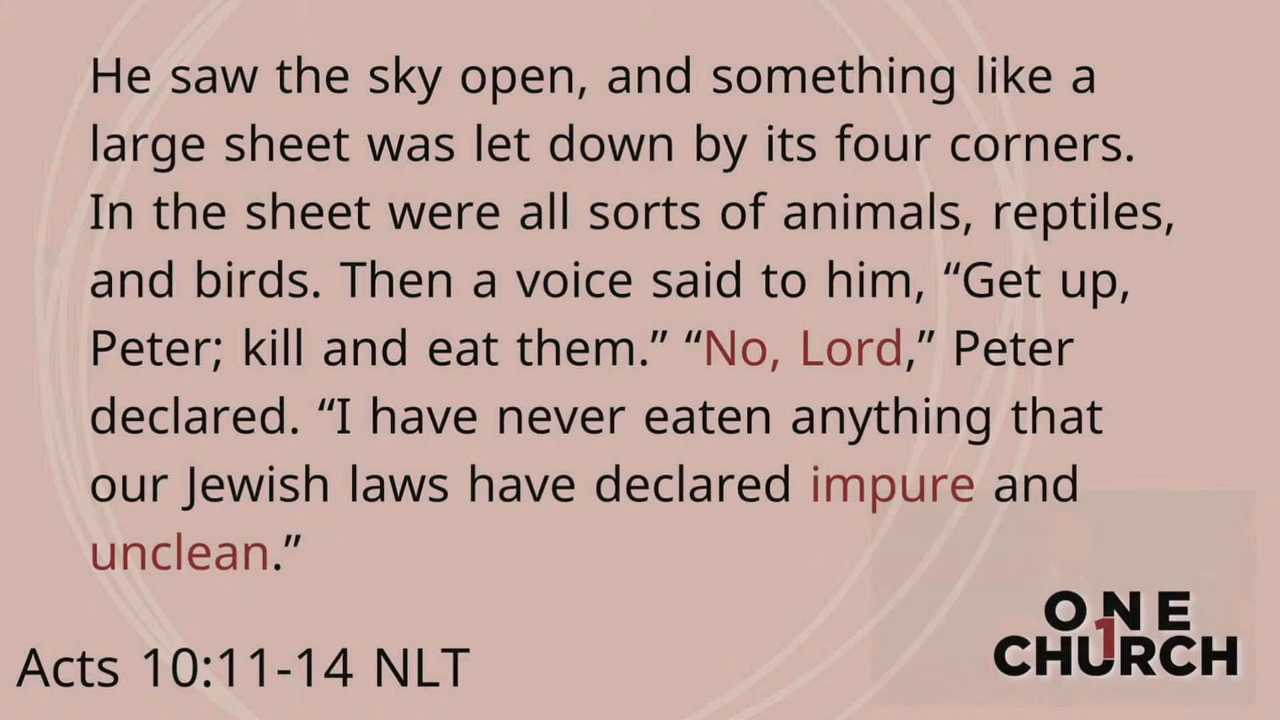 He saw the sky open, and something like a
large sheet was let down by its four corners.
In the sheet were all sorts of animals, reptiles,
and birds. Then a voice said to him, “Get up,
Peter; kill and eat them.” “No, Lord,” Peter
declared. “I have never eaten anything that
our Jewish laws have declared impure and
unclean.”
Acts 10:11-14 NLT
ONE
1
CHURCH